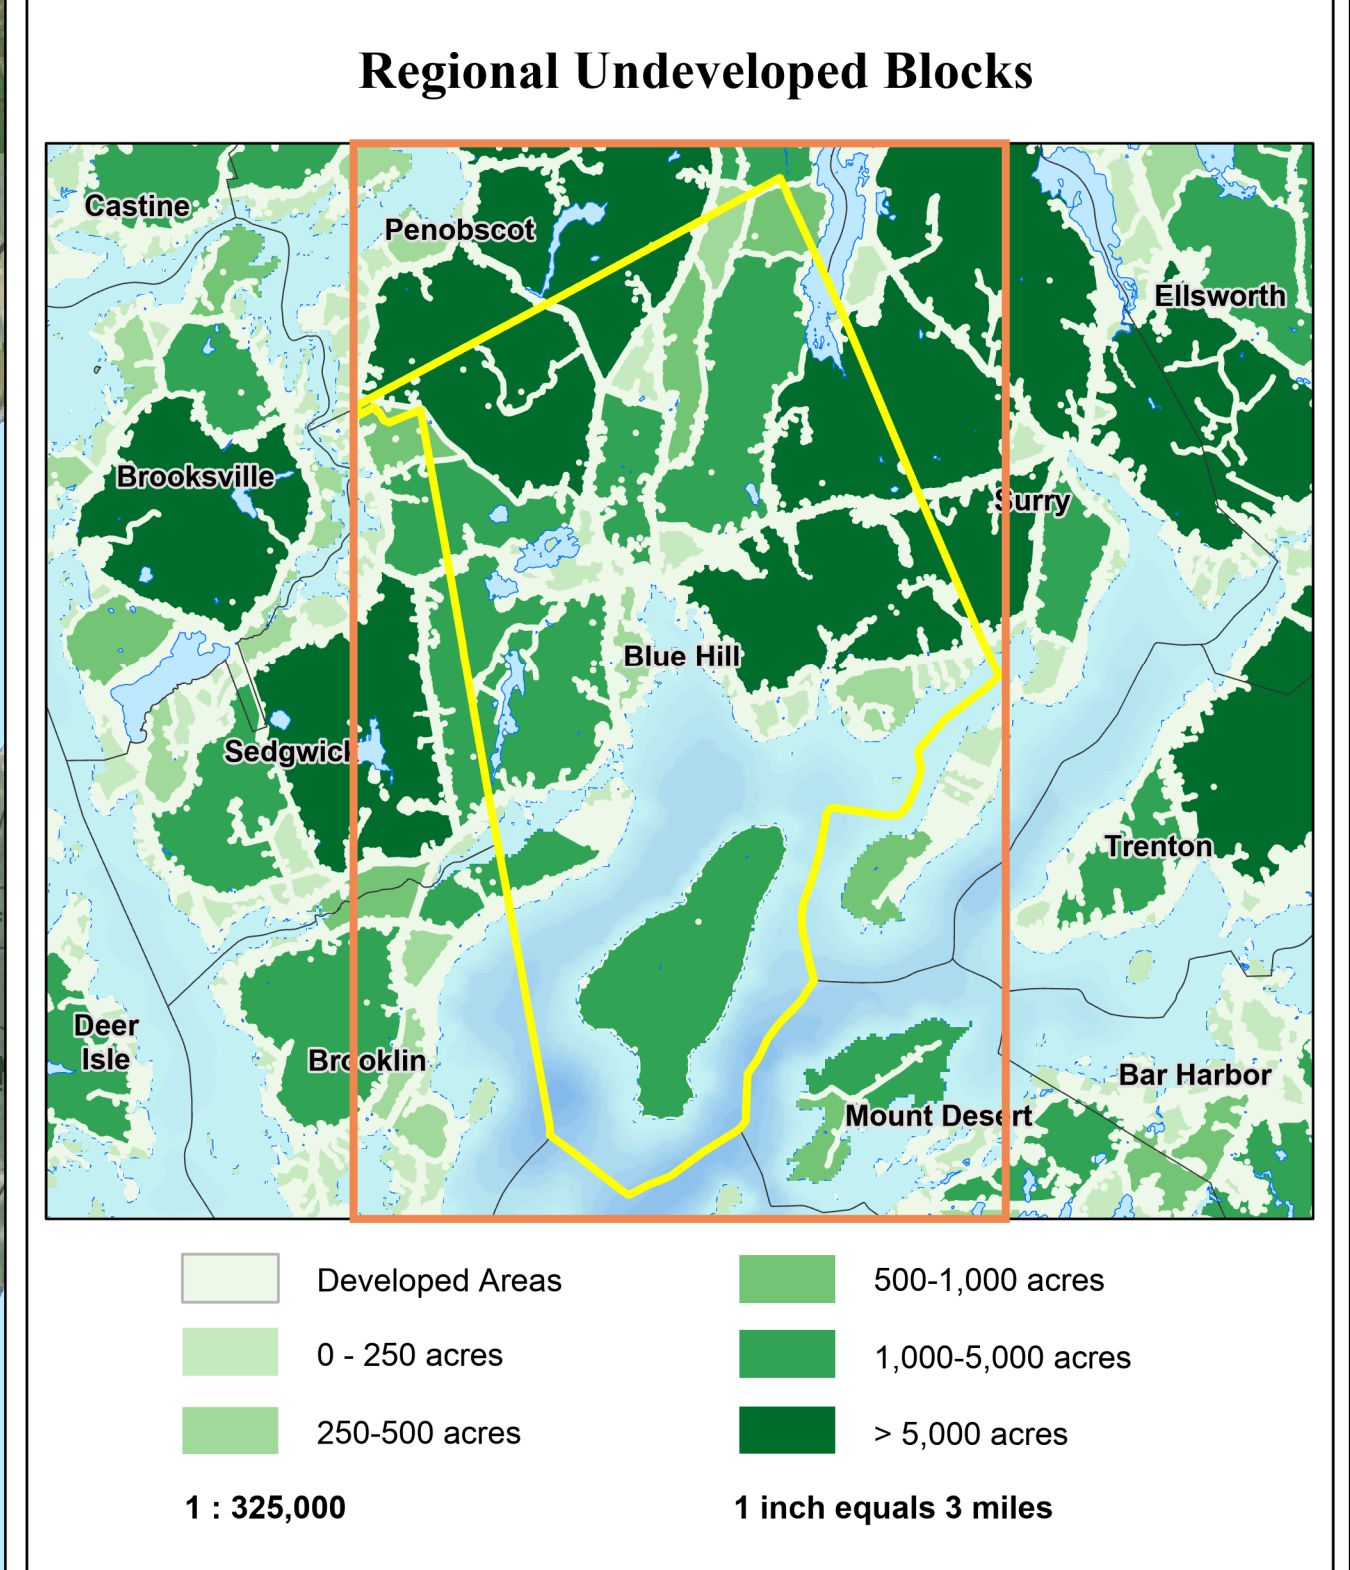 Regional Undeveloped Blocks
Castine
Penobscot
Ellsworth
Brooksville
Surry
Blue Hill
Sedgwick
Trenton
Deer
Isle
Brooklin
Bar Harbor
Mount Desert
Developed Areas
0 - 250 acres
250-500 acres
500-1,000 acres
1,000-5,000 acres
> 5,000 acres
1 : 325,000
1 inch equals 3 miles